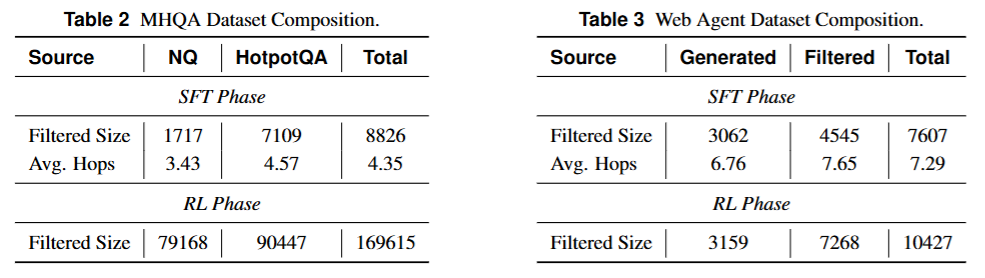 Table 2 MHQA Dataset Composition.
Source NQ HotpotQA Total
SFT Phase
Filtered Size 1717 7109 8826
Avg. Hops 3.43 4.57 4.35
RL Phase
Filtered Size 79168 90447 169615
Table 3 Web Agent Dataset Composition.
Source Generated Filtered Total
SFT Phase
Filtered Size 3062 4545 7607
Avg. Hops 6.76 7.65 7.29
RL Phase
Filtered Size 3159 7268 10427